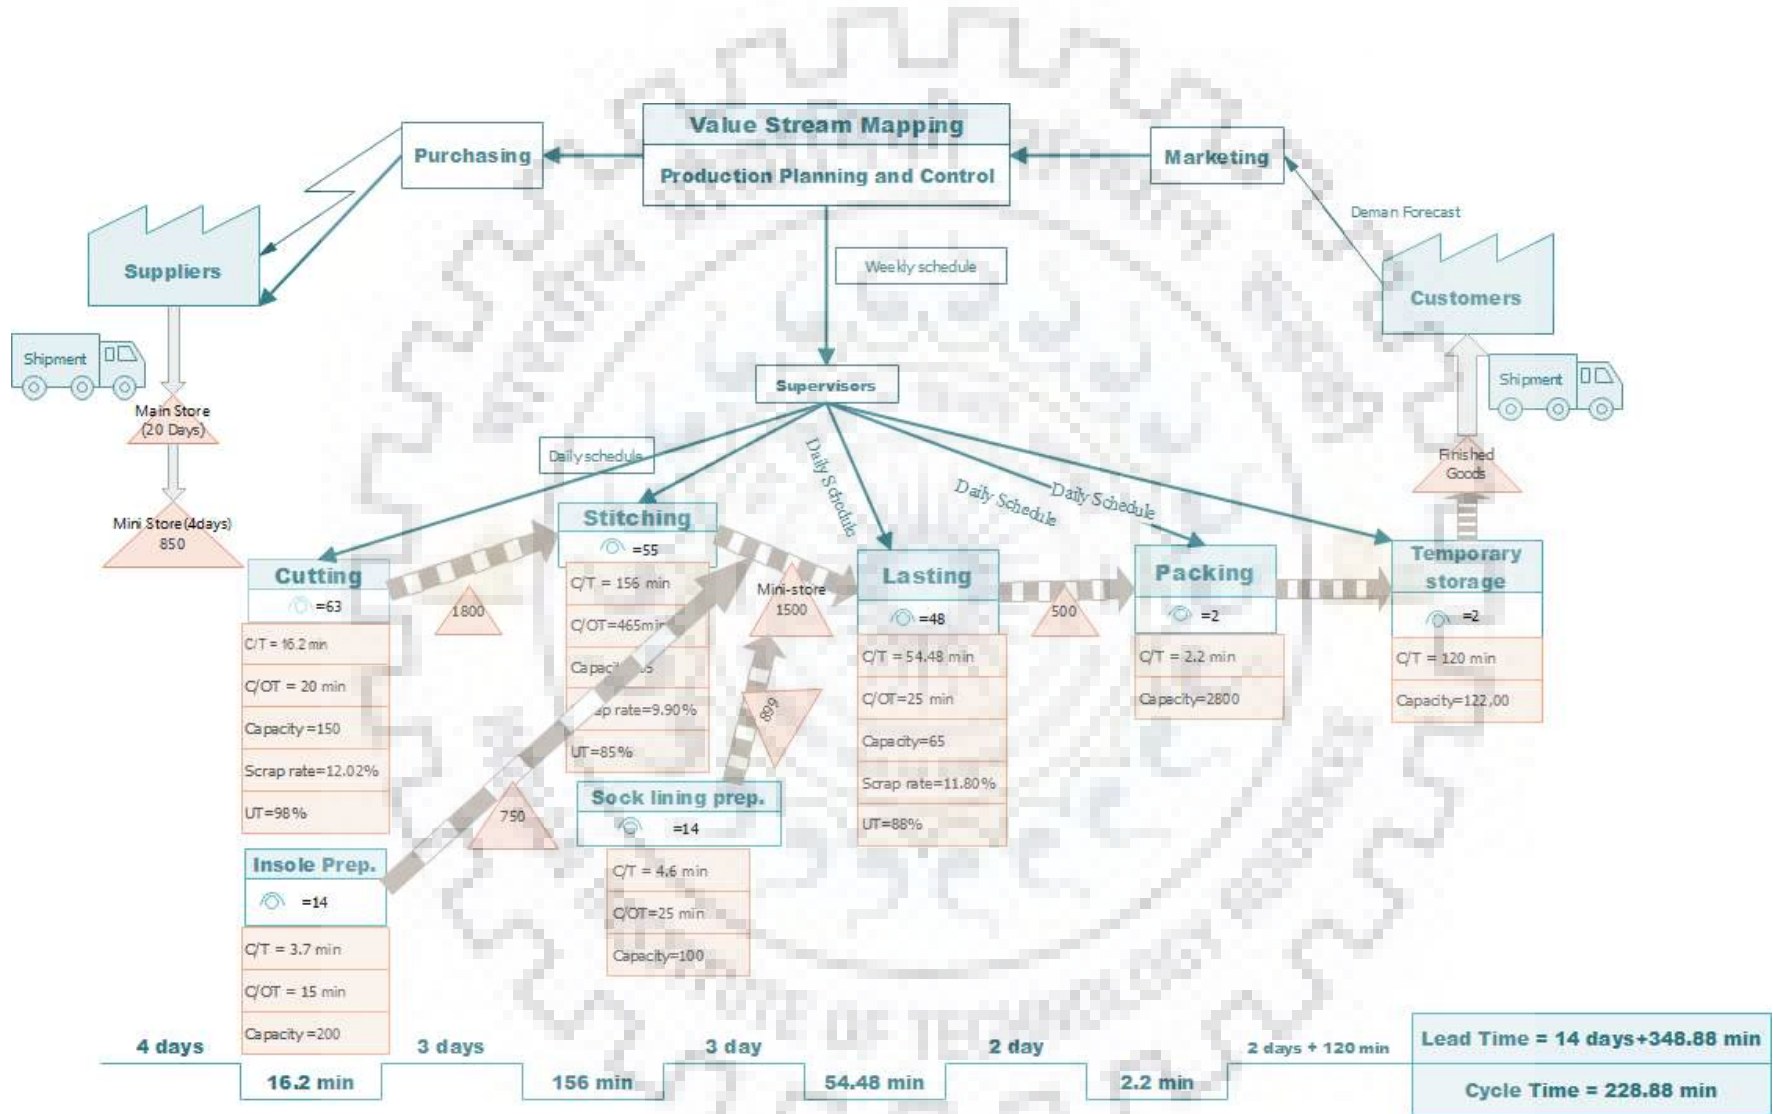 Value Stream Mapping
Production Planning and Control
Purchasing
Marketing
Deman Forecast
Suppliers
Customers
Weekly schedule
Shipment
Shipment
Supervisors
Main Store
(20 Days)
Mini Store(4days)
850
Daily schedule
Daily Schedule
Daily Schedule
Daily Schedule
Finished
Goods
Cutting
=63
C/T = 16.2 min
C/OT = 20 min
Capacity =150
Scrap rate=12.02%
UT=98%
1800
Stitching
=55
C/T = 156 min
C/OT=465min
rate=9.90%
UT=85%
Mini-store
1500
Lasting
=48
C/T = 54.48 min
C/OT=25 min
Capacity=65
Scrap rate=11.80%
UT=88%
500
Packing
=2
C/T = 2.2 min
Capacity=2800
Temporary
storage
=2
C/T = 120 min
Capacity=122,00
899
750
Sock lining prep.
=14
C/T = 4.6 min
C/OT=25 min
Capacity=100
Insole Prep.
=14
C/T = 3.7 min
C/OT = 15 min
Capacity =200
4 days
3 days
3 day
2 day
2 days + 120 min
16.2 min
156 min
54.48 min
2.2 min
Lead Time = 14 days+348.88 min
Cycle Time = 228.88 min
OF TECHNOLOGY